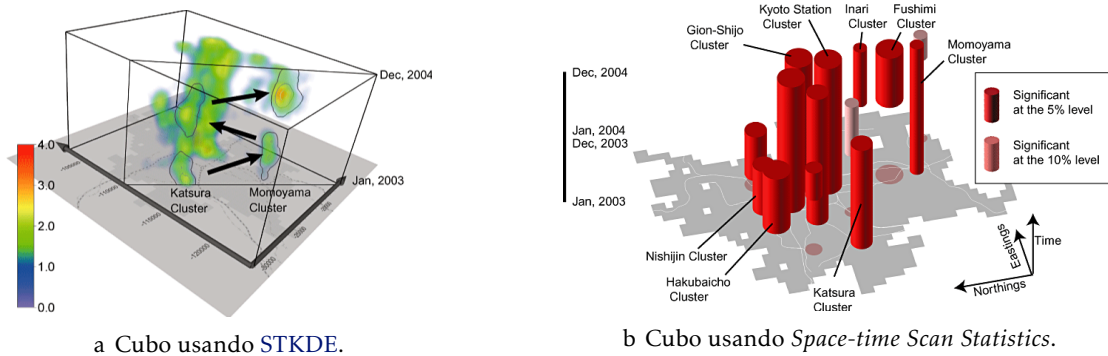 Dec, 2004
Jan, 2003
Katsura
Cluster
Momoyama
Cluster
4.0
3.0
2.0
1.0
0.0
a Cubo usando STKDE.
Kyoto Station
Cluster
Inari
Cluster
Fushimi
Cluster
Gion-Shijo
Cluster
Momoyama
Cluster
Dec, 2004
Jan, 2004
Dec, 2003
Jan, 2003
Significant
at the 5% level
Significant
at the 10% level
Nishijin Cluster
Hakubaicho
Cluster
Katsura
Cluster
Time
Eastings
Northings
b Cubo usando Space-time Scan Statistics.